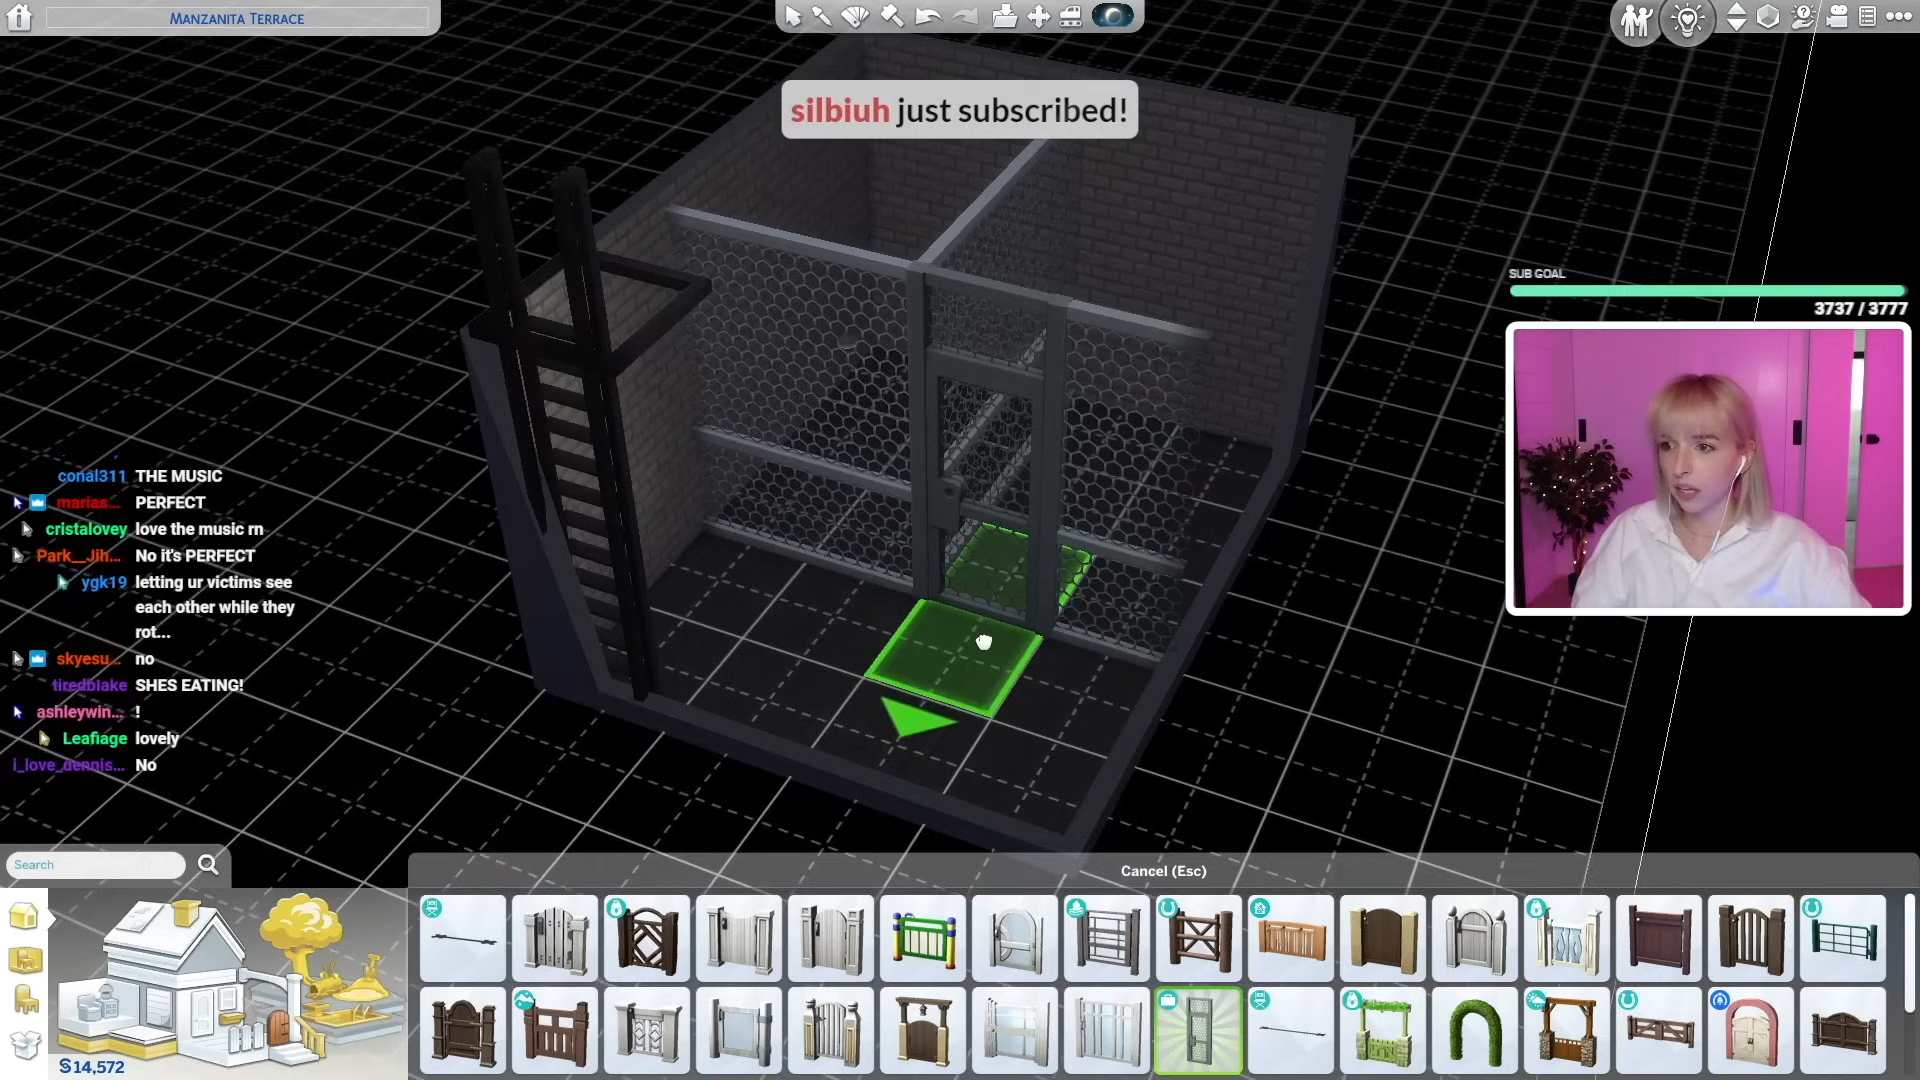 MANZANITA TERRACE
silbiuh just subscribed!
SUB GOAL
3737 / 3777
conal311 THE MUSIC
marias... PERFECT
cristalovey love the music rn
Park__Jih... No it's PERFECT
ygk19 letting ur victims see
each other while they
rot...
skyesu... no
tiredblake SHES EATING!
ashleywin... !
Leafiage lovely
i_love_dennis... No
Search
Cancel (Esc)
§14,572